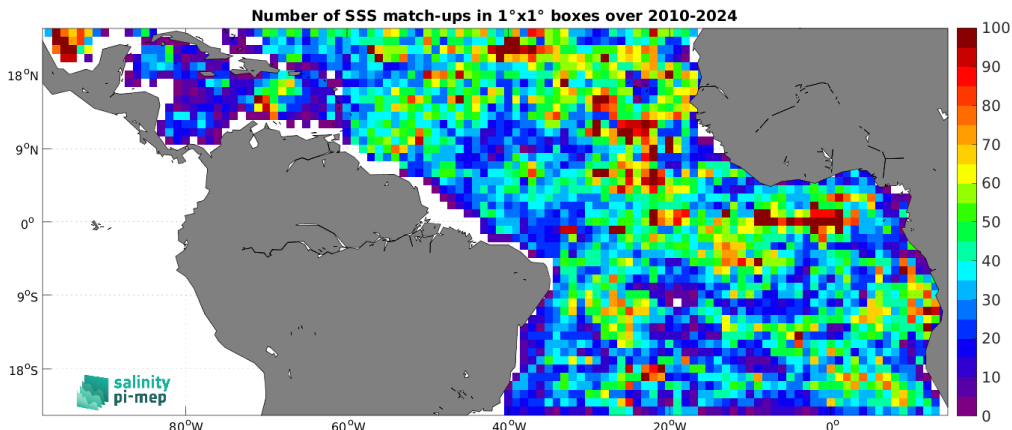 Number of SSS match-ups in 1°x1° boxes over 2010-2024
100
90
80
70
60
50
40
30
20
10
0
18°N
9°N
0°
9°S
18°S
80°W
60°W
40°W
20°W
0°
salinity
pi-mep